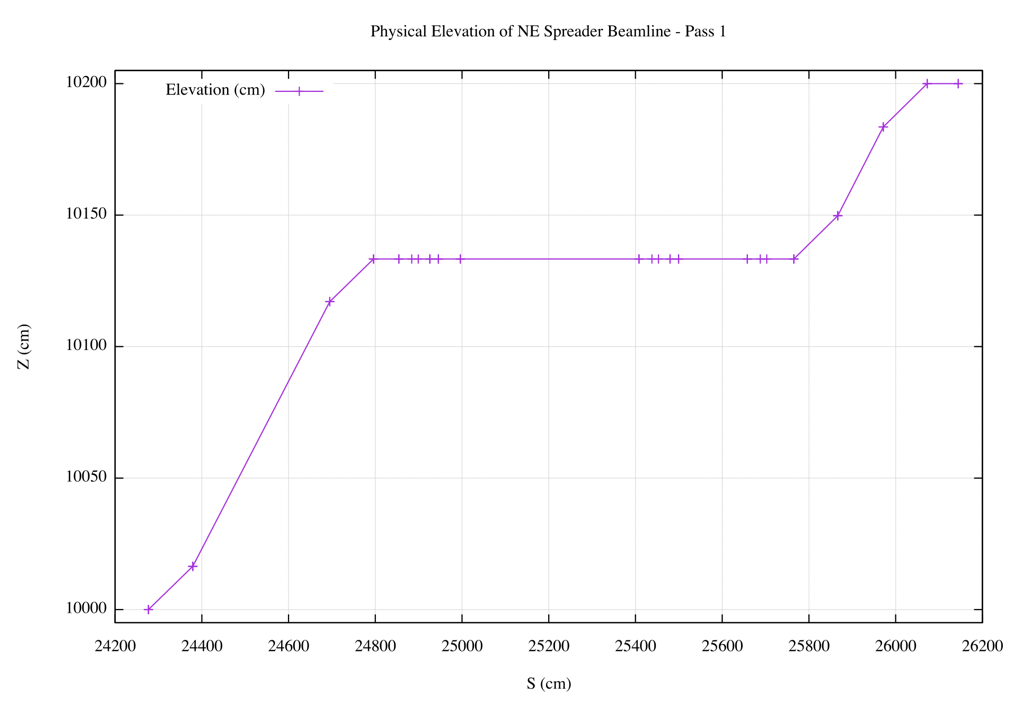 Physical Elevation of NE Spreader Beamline - Pass 1
Elevation (cm)
10200
10150
10100
10050
10000
Z (cm)
24200 24400 24600 24800 25000 25200 25400 25600 25800 26000 26200
S (cm)